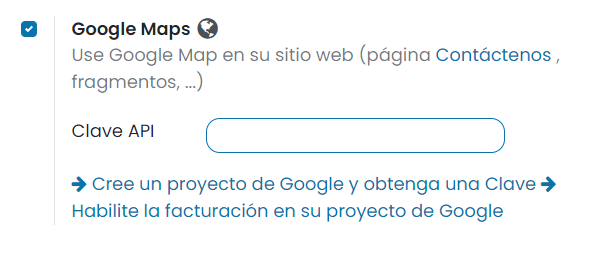 Google Maps
Use Google Map en su sitio web (página Contáctenos ,
fragmentos, ...)
Clave API
Cree un proyecto de Google y obtenga una Clave
Habilite la facturación en su proyecto de Google